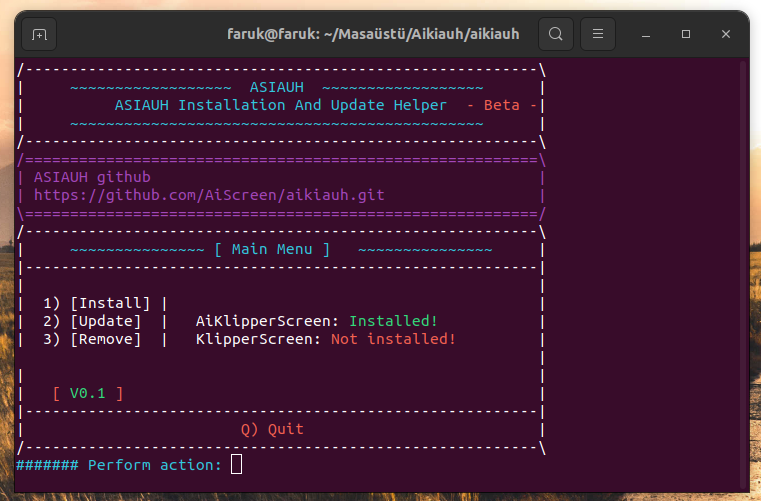 faruk@faruk: ~/Masaüstü/Aikiauh/aikiauh
/---------------------------------------------------------\
|     ~~~~~~~~~~~~~~~~~~  ASIAUH  ~~~~~~~~~~~~~~~~~~      |
|          ASIAUH Installation And Update Helper  - Beta -|
|     ~~~~~~~~~~~~~~~~~~~~~~~~~~~~~~~~~~~~~~~~~~~~~~      |
/---------------------------------------------------------\
/=========================================================\
| ASIAUH github                                           |
| https://github.com/AiScreen/aikiauh.git                 |
\=========================================================/
/---------------------------------------------------------\
|     ~~~~~~~~~~~~~~~ [ Main Menu ]   ~~~~~~~~~~~~~~~     |
|---------------------------------------------------------|
|                                                         |
|  1) [Install] |                                         |
|  2) [Update]  |   AiKlipperScreen: Installed!           |
|  3) [Remove]  |   KlipperScreen: Not installed!         |
                                                          |
|                                                         |
|   [ V0.1 ]                                              |
|---------------------------------------------------------|
|                        Q) Quit                          |
/---------------------------------------------------------\
####### Perform action: